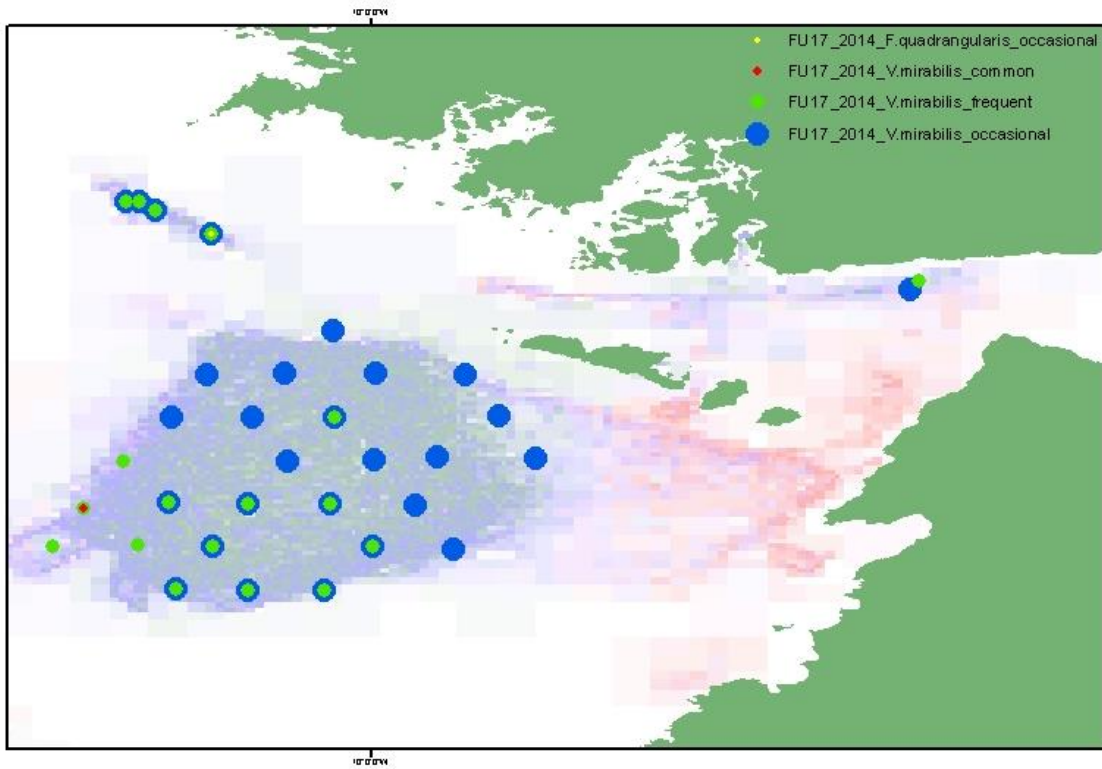 FU17_2014_F.quadrangularis_occasional
FU17_2014_V.mirabilis_common
FU17_2014_V.mirabilis_frequent
FU17_2014_V.mirabilis_occasional